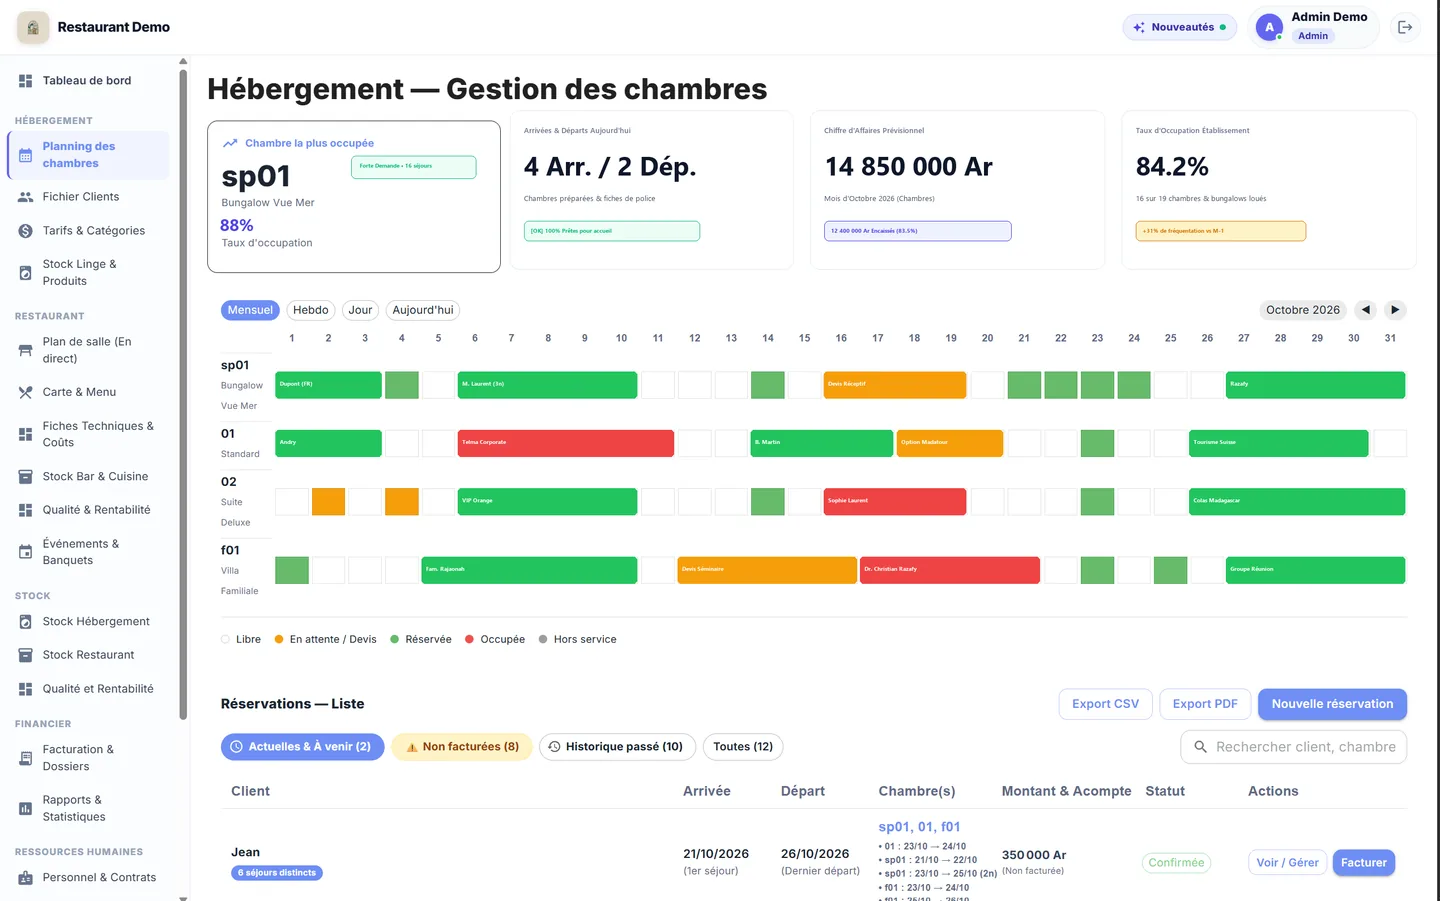 Restaurant Demo
Nouveautés
A
Admin Demo
Admin
Tableau de bord
HÉBERGEMENT
Planning des
chambres
Fichier Clients
Tarifs & Catégories
Stock Linge &
Produits
RESTAURANT
Plan de salle (En
direct)
Carte & Menu
Fiches Techniques &
Coûts
Stock Bar & Cuisine
Qualité & Rentabilité
Événements &
Banquets
STOCK
Stock Hébergement
Stock Restaurant
Qualité et Rentabilité
FINANCIER
Facturation &
Dossiers
Rapports &
Statistiques
RESSOURCES HUMAINES
Personnel & Contrats
Hébergement — Gestion des chambres
Chambre la plus occupée
sp01
Forte Demande • 16 séjours
Bungalow Vue Mer
88%
Taux d'occupation
Arrivées & Départs Aujourd'hui
4 Arr. / 2 Dép.
Chambres préparées & fiches de police
[OK] 100% Prêtes pour accueil
Chiffre d'Affaires Prévisionnel
14 850 000 Ar
Mois d'Octobre 2026 (Chambres)
12 400 000 Ar Encaissés (83.5%)
Taux d'Occupation Établissement
84.2%
16 sur 19 chambres & bungalows loués
+31% de fréquentation vs M-1
Mensuel Hebdo Jour Aujourd'hui
Octobre 2026 ◀ ▶
1 2 3 4 5 6 7 8 9 10 11 12 13 14 15 16 17 18 19 20 21 22 23 24 25 26 27 28 29 30 31
sp01
Bungalow
Vue Mer
Dupont (FR) M. Laurent (5n) Devis Réceptif Razafy
01
Standard
Andry Telma Corporate B. Martin Option Madatour Tourisme Suisse
02
Suite
Deluxe
VIP Orange Sophie Laurent Colas Madagascar
f01
Villa
Familiale
Fam. Rajaonah Devis Séminaire Dr. Christian Razafy Groupe Réunion
Libre En attente / Devis Réservée Occupée Hors service
Réservations — Liste
Export CSV Export PDF Nouvelle réservation
Actuelles & À venir (2) Non facturées (8) Historique passé (10) Toutes (12)
Rechercher client, chambre
Client Arrivée Départ Chambre(s) Montant & Acompte Statut Actions
Jean
6 séjours distincts
21/10/2026
(1er séjour)
26/10/2026
(Dernier départ)
sp01, 01, f01
• 01 : 23/10 → 24/10
• sp01 : 21/10 → 22/10
• sp01 : 23/10 → 25/10 (2n)
• f01 : 23/10 → 24/10
• f01 : 25/10 → 26/10
350 000 Ar
(Non facturée)
Confirmée
Voir / Gérer
Facturer